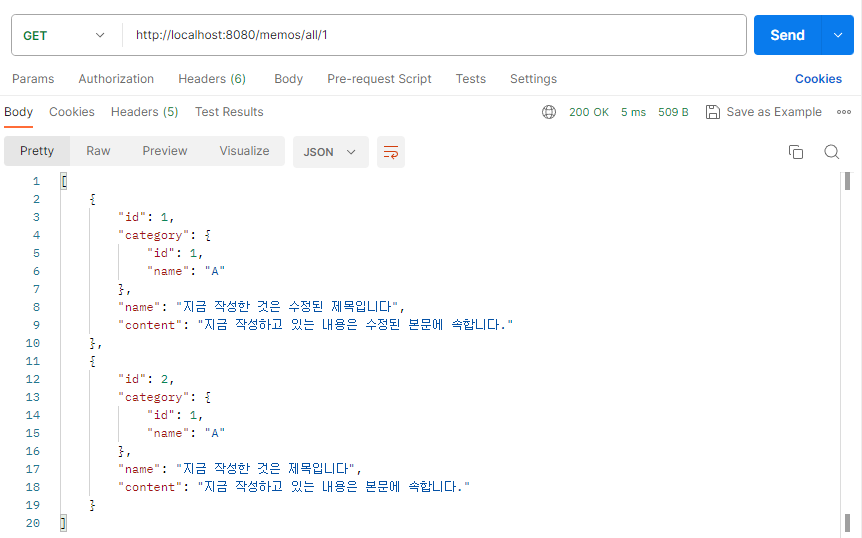 GET http://localhost:8080/memos/all/1 Send
Params Authorization Headers (6) Body Pre-request Script Tests Settings Cookies
Body Cookies Headers (5) Test Results 200 OK 5 ms 509 B Save as Example
Pretty Raw Preview Visualize JSON
1 [
2 {
3 "id": 1,
4 "category": {
5 "id": 1,
6 "name": "A"
7 },
8 "name": "지금 작성한 것은 수정된 제목입니다",
9 "content": "지금 작성하고 있는 내용은 수정된 본문에 속합니다."
10 },
11 {
12 "id": 2,
13 "category": {
14 "id": 1,
15 "name": "A"
16 },
17 "name": "지금 작성한 것은 제목입니다",
18 "content": "지금 작성하고 있는 내용은 본문에 속합니다."
19 }
20 ]